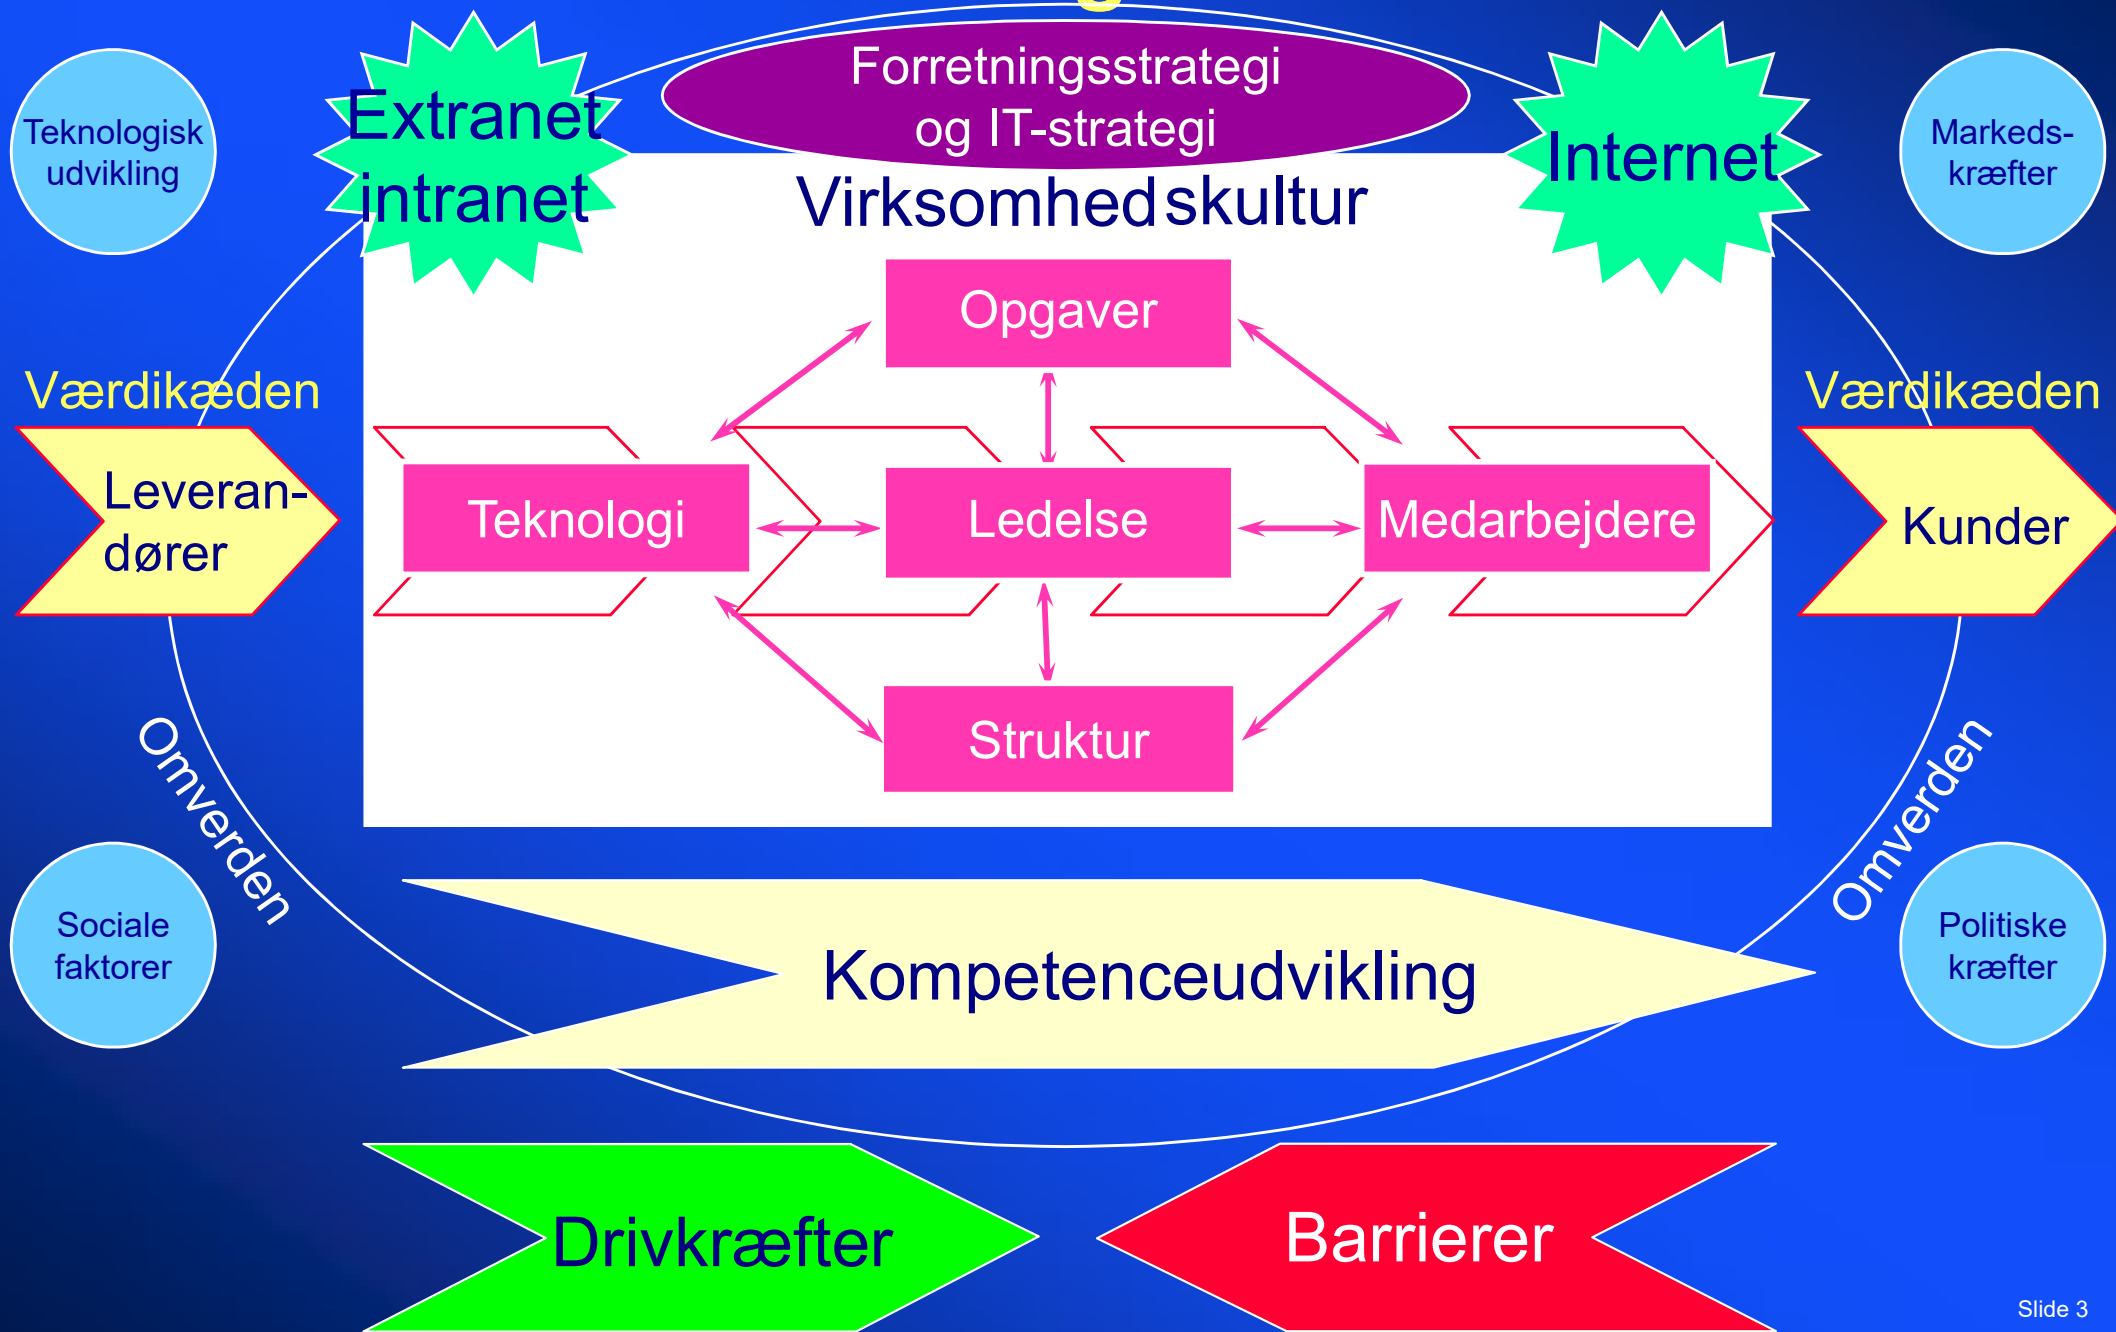 Forretningsstrategi
og IT-strategi
Teknologisk
udvikling
Extranet
intranet
Internet
Markeds-
kræfter
Virksomhedskultur
Opgaver
Værdikæden
Værdikæden
Leveran-
dører
Teknologi
Ledelse
Medarbejdere
Kunder
Struktur
Omverden
Omverden
Sociale
faktorer
Kompetenceudvikling
Politiske
kræfter
Drivkræfter
Barrierer
Slide 3